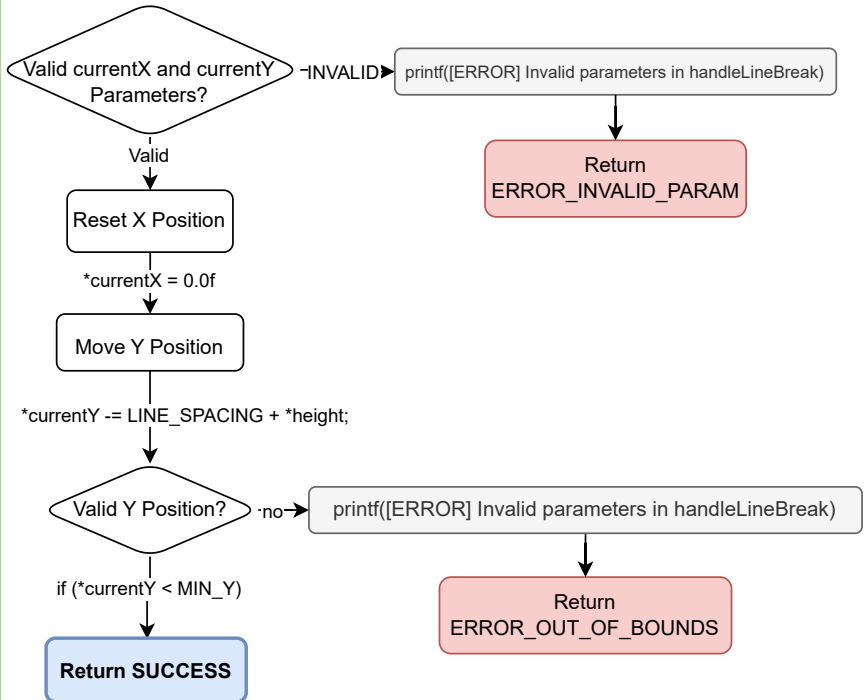 Valid currentX and currentY
Parameters?
INVALID
printf([ERROR] Invalid parameters in handleLineBreak)
Return
ERROR_INVALID_PARAM
Valid
Reset X Position
*currentX = 0.0f
Move Y Position
*currentY -= LINE_SPACING + *height;
Valid Y Position?
no
printf([ERROR] Invalid parameters in handleLineBreak)
Return
ERROR_OUT_OF_BOUNDS
if (*currentY < MIN_Y)
Return SUCCESS